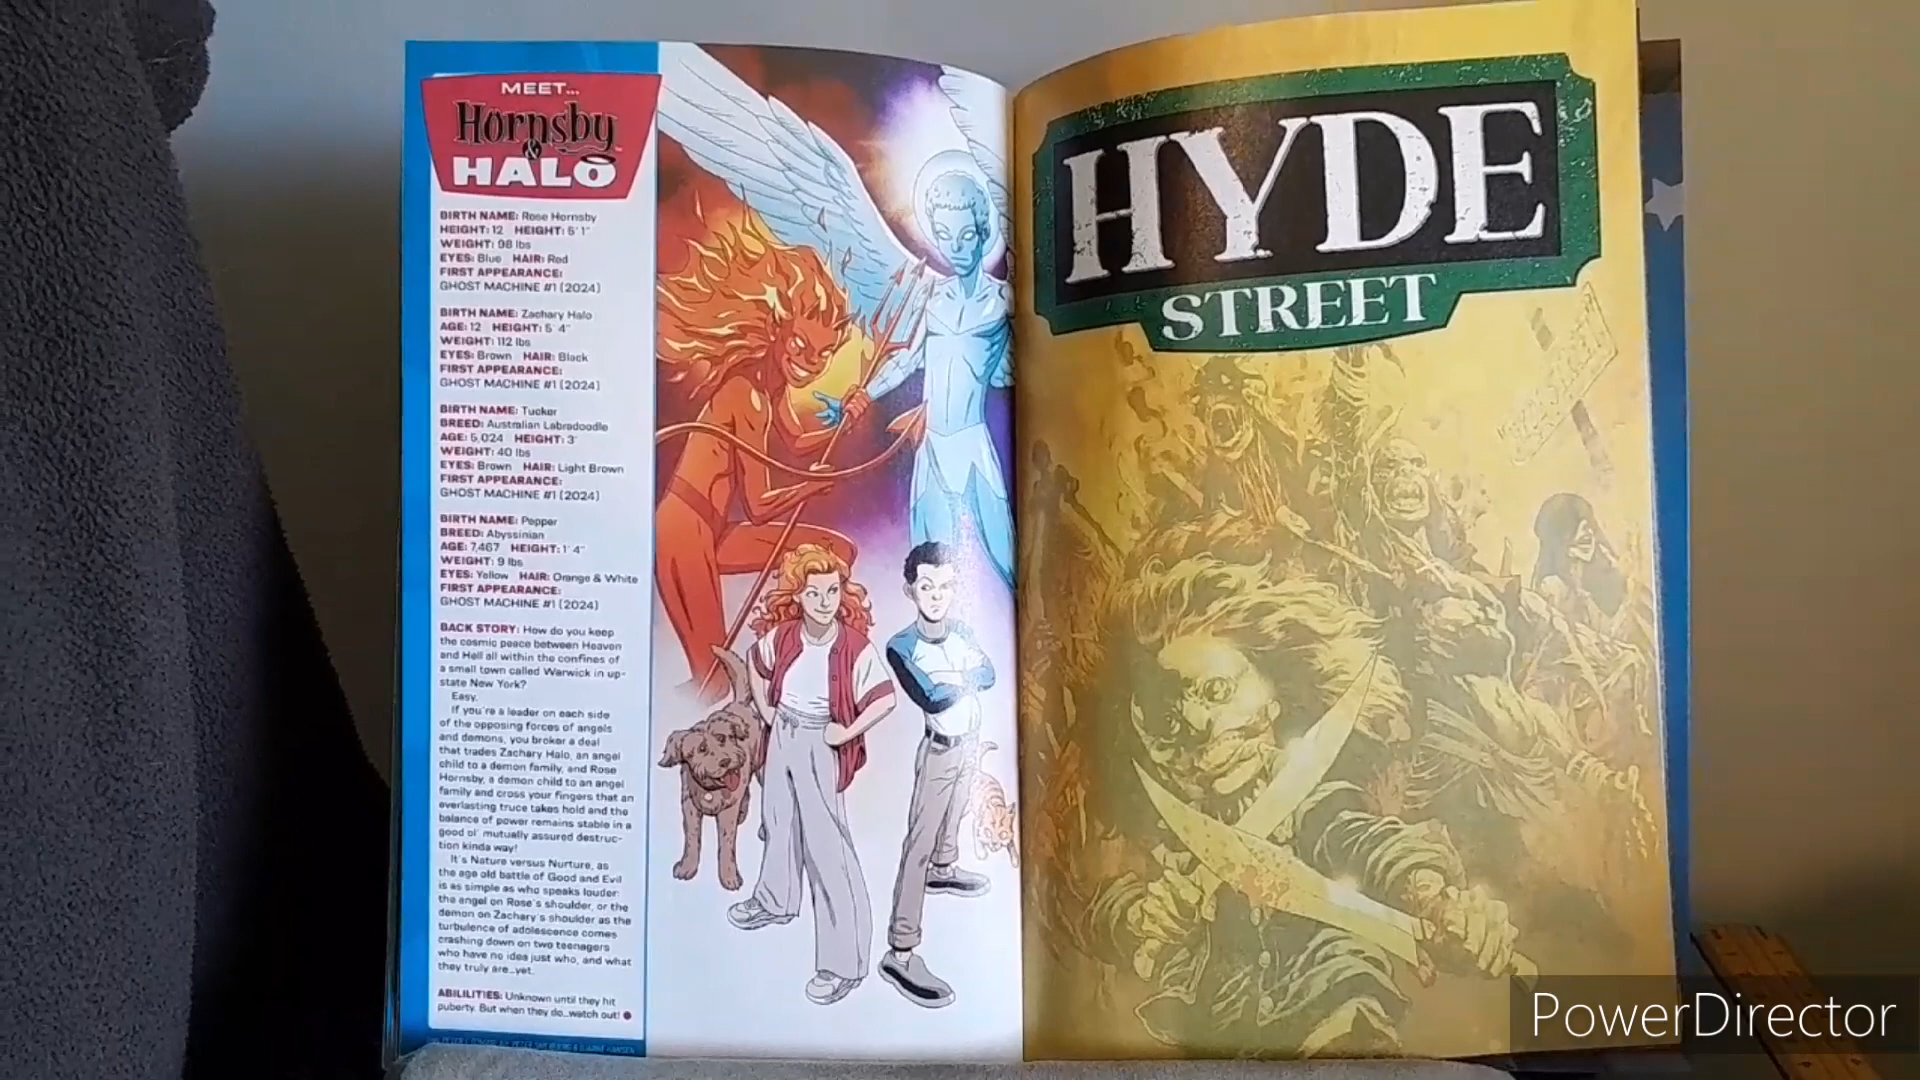 MEET...
Hornsby
&
HALO
BIRTH NAME: Rose Hornsby
HEIGHT: 12 HEIGHT: 5'1"
WEIGHT: 98 lbs
EYES: Blue HAIR: Red
FIRST APPEARANCE:
GHOST MACHINE #1 (2024)
BIRTH NAME: Zachary Halo
AGE: 12 HEIGHT: 5'4"
WEIGHT: 112 lbs
EYES: Brown HAIR: Black
FIRST APPEARANCE:
GHOST MACHINE #1 (2024)
BIRTH NAME: Tucker
BREED: Australian Labradoodle
AGE: 5,024 HEIGHT: 3'
WEIGHT: 40 lbs
EYES: Brown HAIR: Light Brown
FIRST APPEARANCE:
GHOST MACHINE #1 (2024)
BIRTH NAME: Pepper
BREED: Abyssinian
AGE: 7,467 HEIGHT: 1'4"
WEIGHT: 9 lbs
EYES: Yellow HAIR: Orange & White
FIRST APPEARANCE:
GHOST MACHINE #1 (2024)
BACK STORY: How do you keep
the cosmic peace between Heaven
and Hell all within the confines of
a small town called Warwick in up-
state New York?
Easy.
If you're a leader on each side
of the opposing forces of angels
and demons, you broker a deal
that trades Zachary Halo, an angel
child to a demon family, and Rose
Hornsby, a demon child to an angel
family and cross your fingers that an
everlasting truce takes hold and the
balance of power remains stable in a
good ol' mutually assured destruc-
tion kinda way!
It's Nature versus Nurture, as
the age old battle of Good and Evil
is as simple as who speaks louder:
the angel on Rose's shoulder, or the
demon on Zachary's shoulder as the
turbulence of adolescence comes
crashing down on two teenagers
who have no idea just who, and what
they truly are...yet.
ABILILITIES: Unknown until they hit
puberty. But when they do...watch out!
HYDE
STREET
PowerDirector